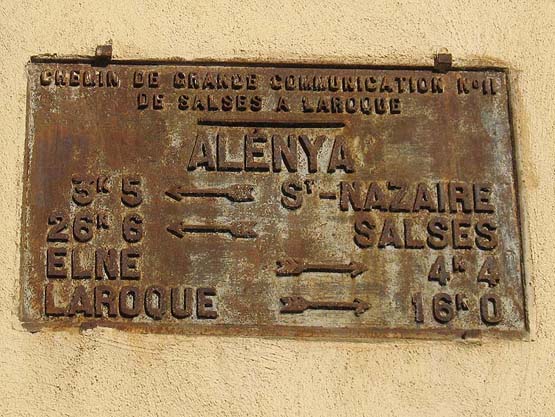 CHEMIN DE GRANDE COMMUNICATION N° 11
DE SALSES A LAROQUE
ALÉNYA
3K 5 ST-NAZAIRE
26K 6 SALSES
ELNE 4K 4
LAROQUE 16K 0